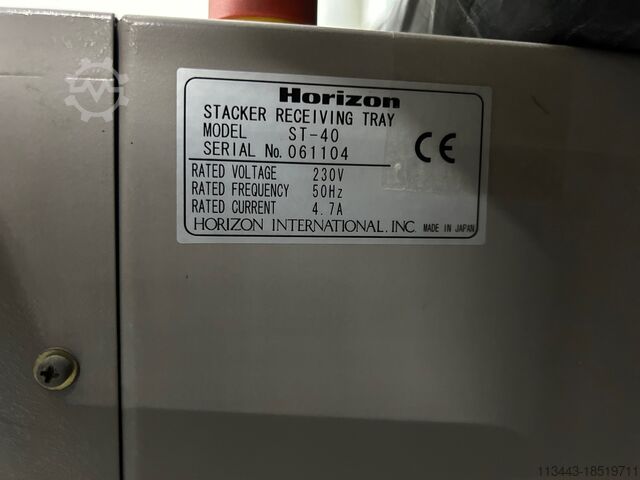 Horizon
STACKER RECEIVING TRAY
MODEL ST-40
SERIAL No. 061104
CE
RATED VOLTAGE 230V
RATED FREQUENCY 50Hz
RATED CURRENT 4.7A
HORIZON INTERNATIONAL, INC. MADE IN JAPAN
113443-18519711